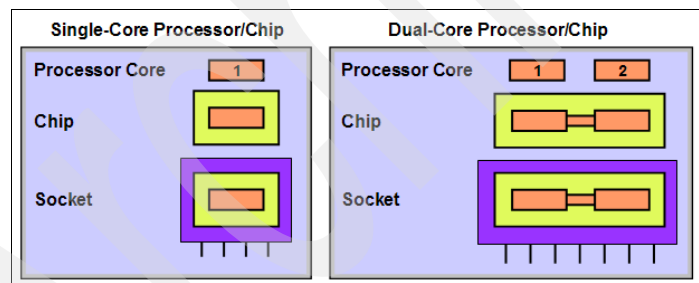 Single-Core Processor/Chip
Processor Core 1
Chip
Socket
Dual-Core Processor/Chip
Processor Core 1 2
Chip
Socket